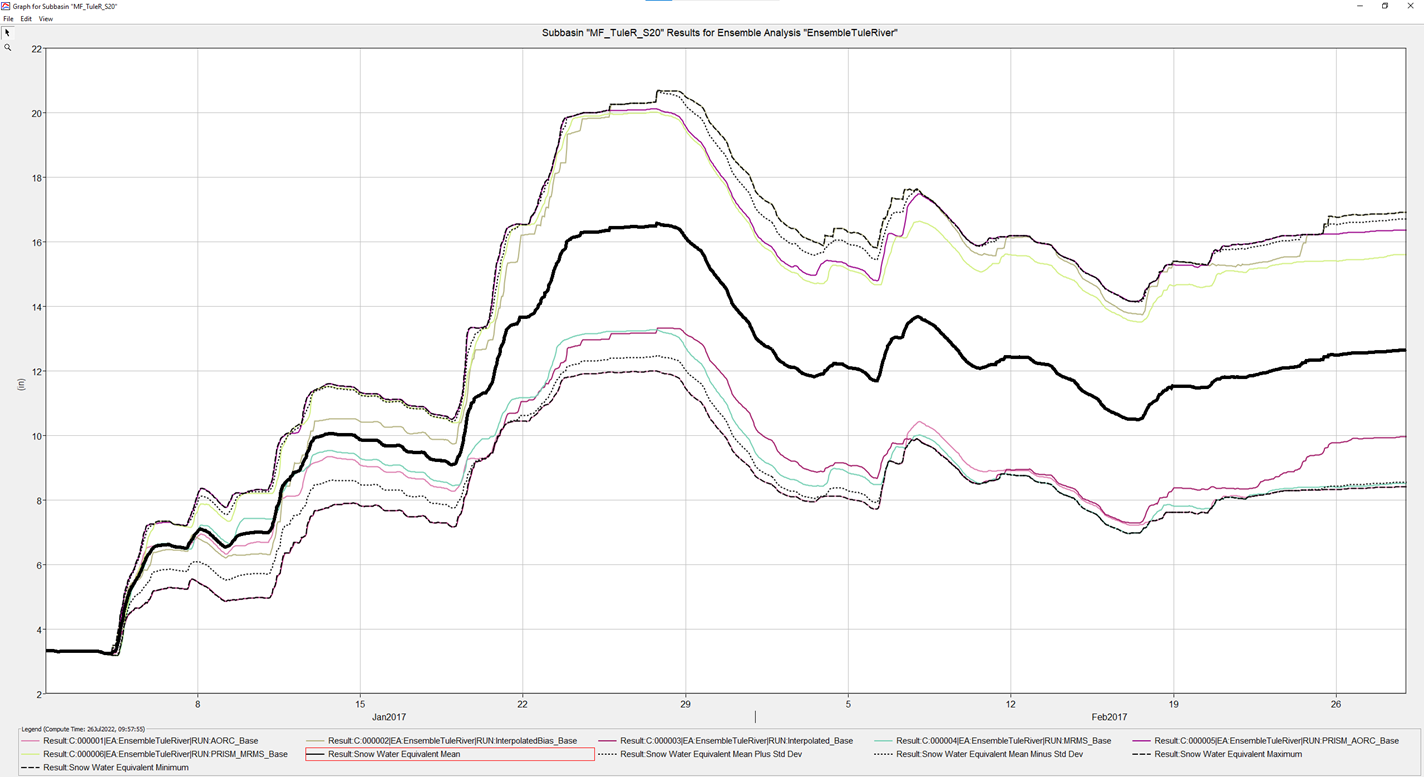 Graph for Subbasin "MF_TuleR_S20"
File Edit View
Subbasin "MF_TuleR_S20" Results for Ensemble Analysis "EnsembleTuleRiver"
22
20
18
16
14
12
(in)
10
8
6
4
2
8 15 22 29 5 12 19 26
Jan2017 Feb2017
Legend (Compute Time: 26Jul2022, 09:57:55)
Result:C:000001|EA:EnsembleTuleRiver|RUN:AORC_Base Result:C:000002|EA:EnsembleTuleRiver|RUN:InterpolatedBias_Base Result:C:000003|EA:EnsembleTuleRiver|RUN:Interpolated_Base Result:C:000004|EA:EnsembleTuleRiver|RUN:MRMS_Base Result:C:000005|EA:EnsembleTuleRiver|RUN:PRISM_AORC_Base
Result:C:000006|EA:EnsembleTuleRiver|RUN:PRISM_MRMS_Base Result:Snow Water Equivalent Mean Result:Snow Water Equivalent Mean Plus Std Dev Result:Snow Water Equivalent Mean Minus Std Dev Result:Snow Water Equivalent Maximum
Result:Snow Water Equivalent Minimum